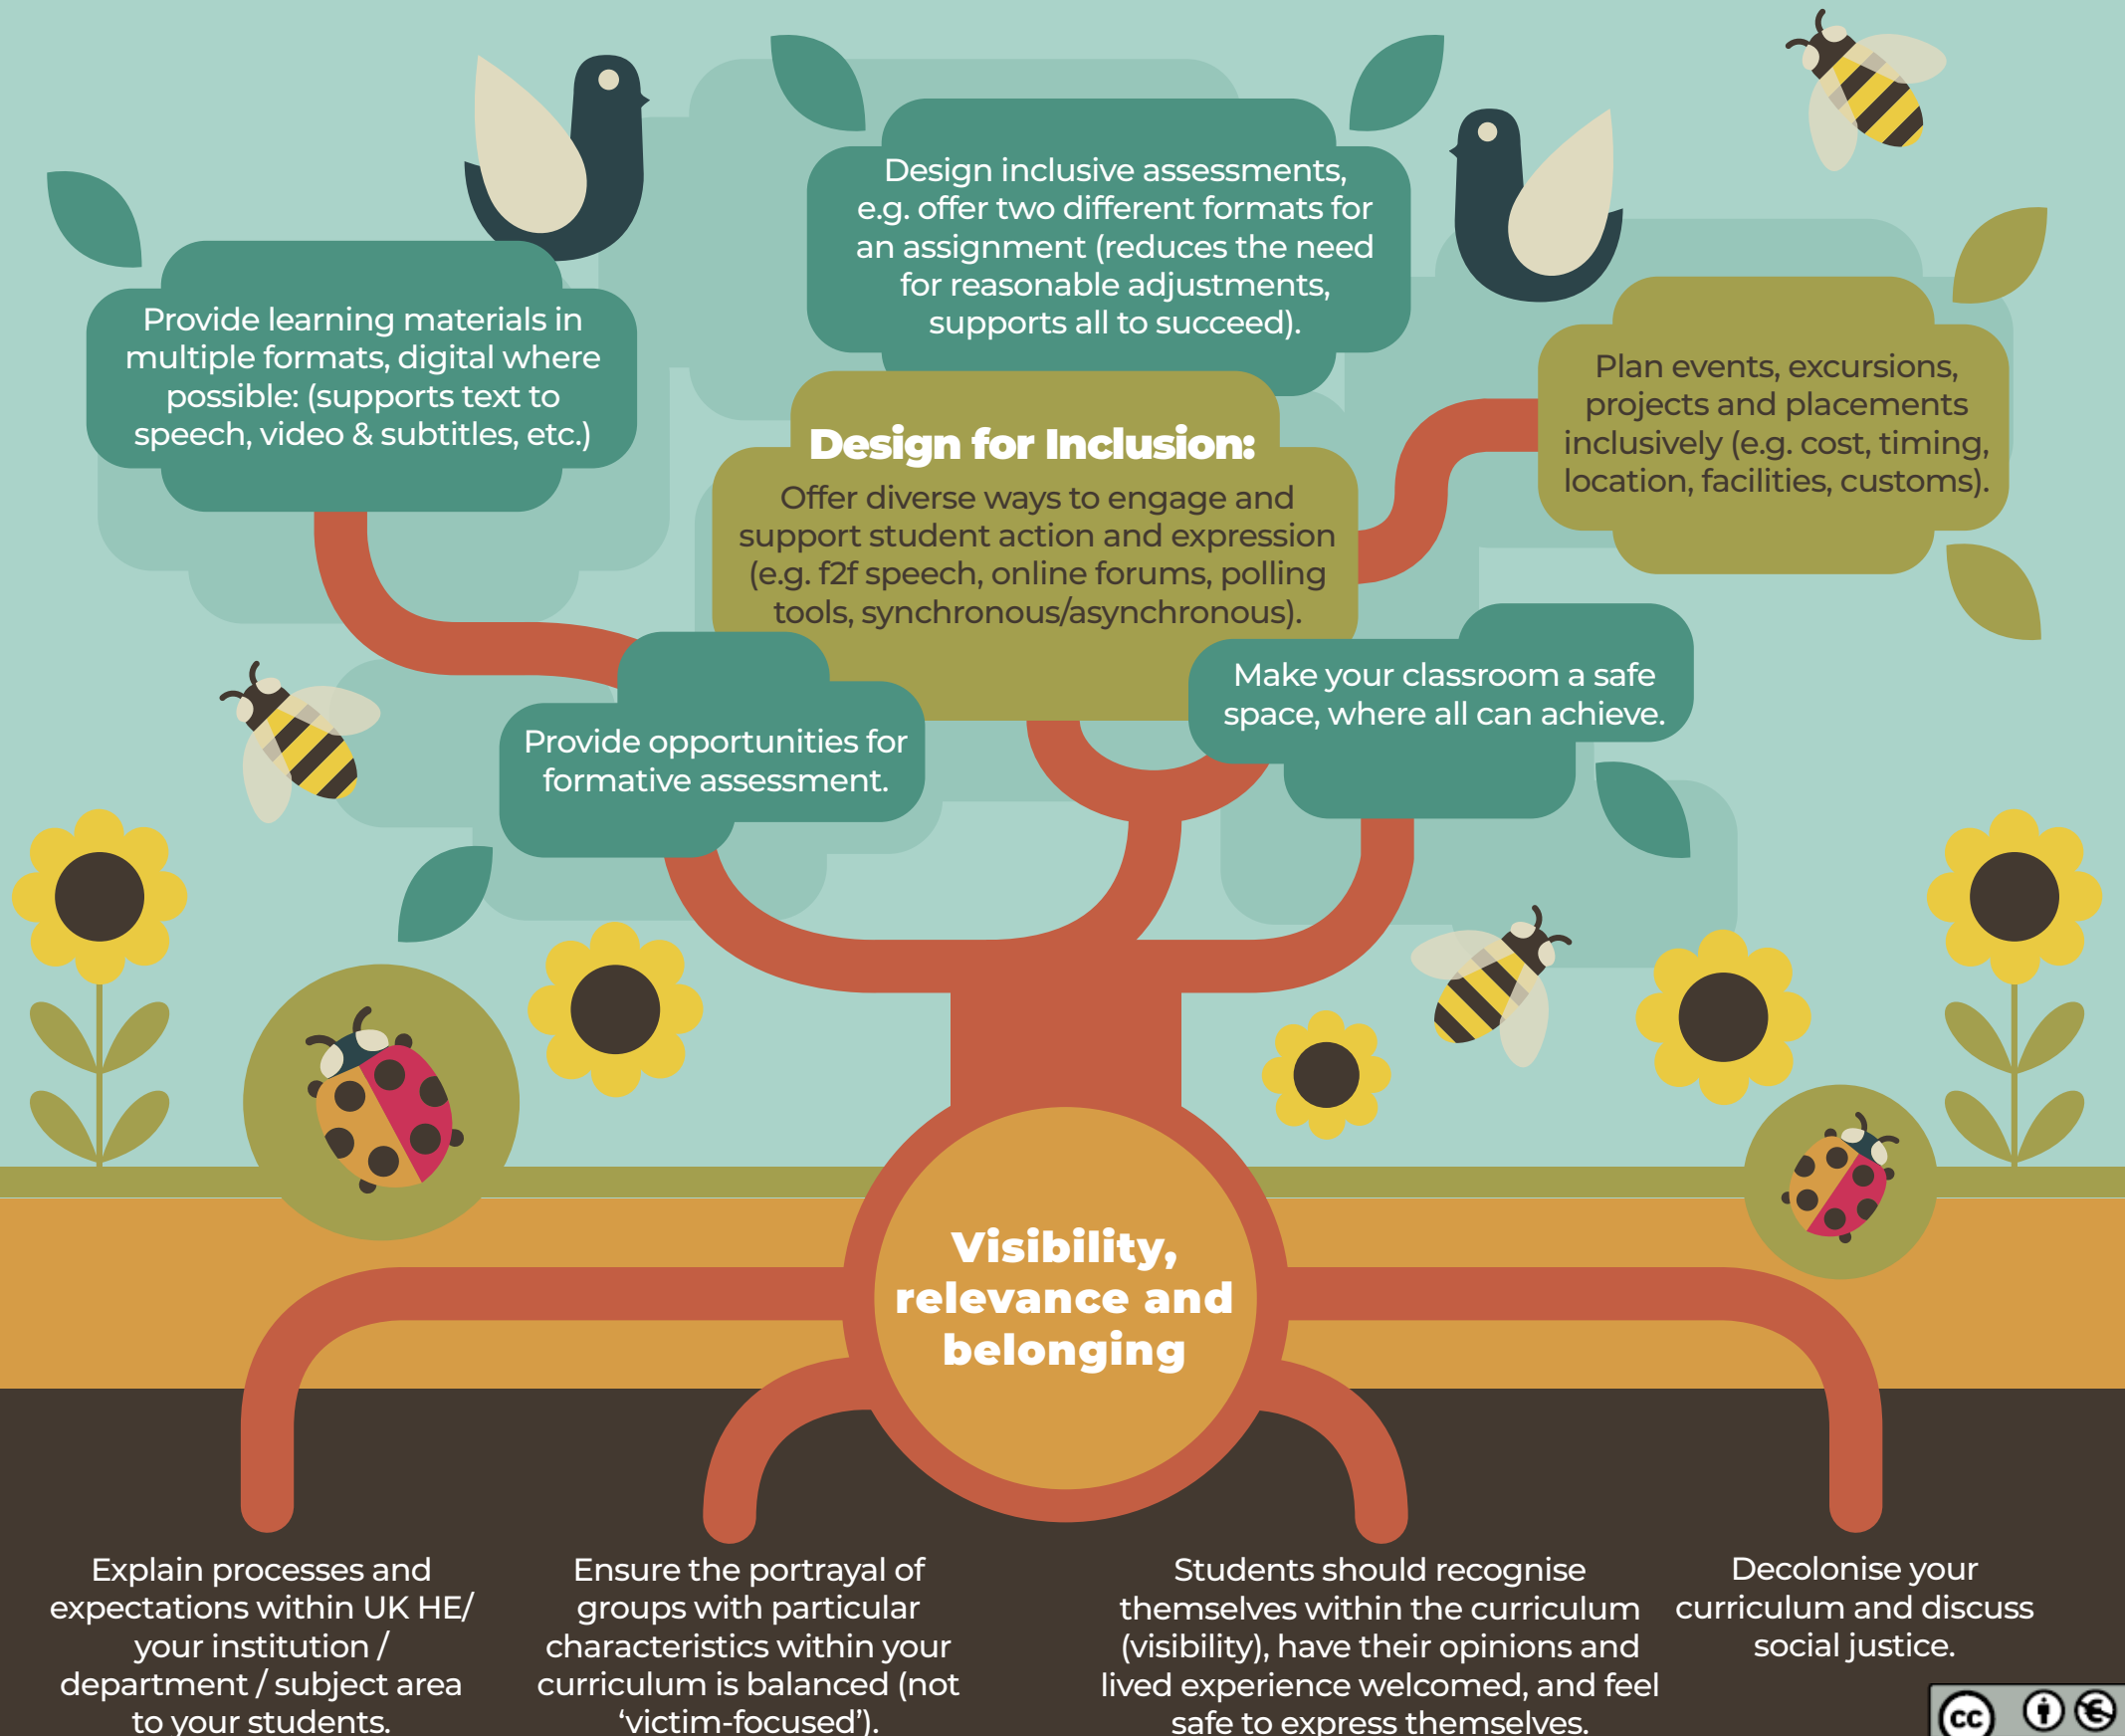 Design inclusive assessments,
e.g. offer two different formats for
an assignment (reduces the need
for reasonable adjustments,
supports all to succeed).
Provide learning materials in
multiple formats, digital where
possible: (supports text to
speech, video & subtitles, etc.)
Plan events, excursions,
projects and placements
inclusively (e.g. cost, timing,
location, facilities, customs).
Design for Inclusion:
Offer diverse ways to engage and
support student action and expression
(e.g. f2f speech, online forums, polling
tools, synchronous/asynchronous).
Make your classroom a safe
space, where all can achieve.
Provide opportunities for
formative assessment.
Visibility,
relevance and
belonging
Explain processes and
expectations within UK HE/
your institution /
department / subject area
to your students.
Ensure the portrayal of
groups with particular
characteristics within your
curriculum is balanced (not
‘victim-focused’).
Students should recognise
themselves within the curriculum
(visibility), have their opinions and
lived experience welcomed, and feel
safe to express themselves.
Decolonise your
curriculum and discuss
social justice.
cc